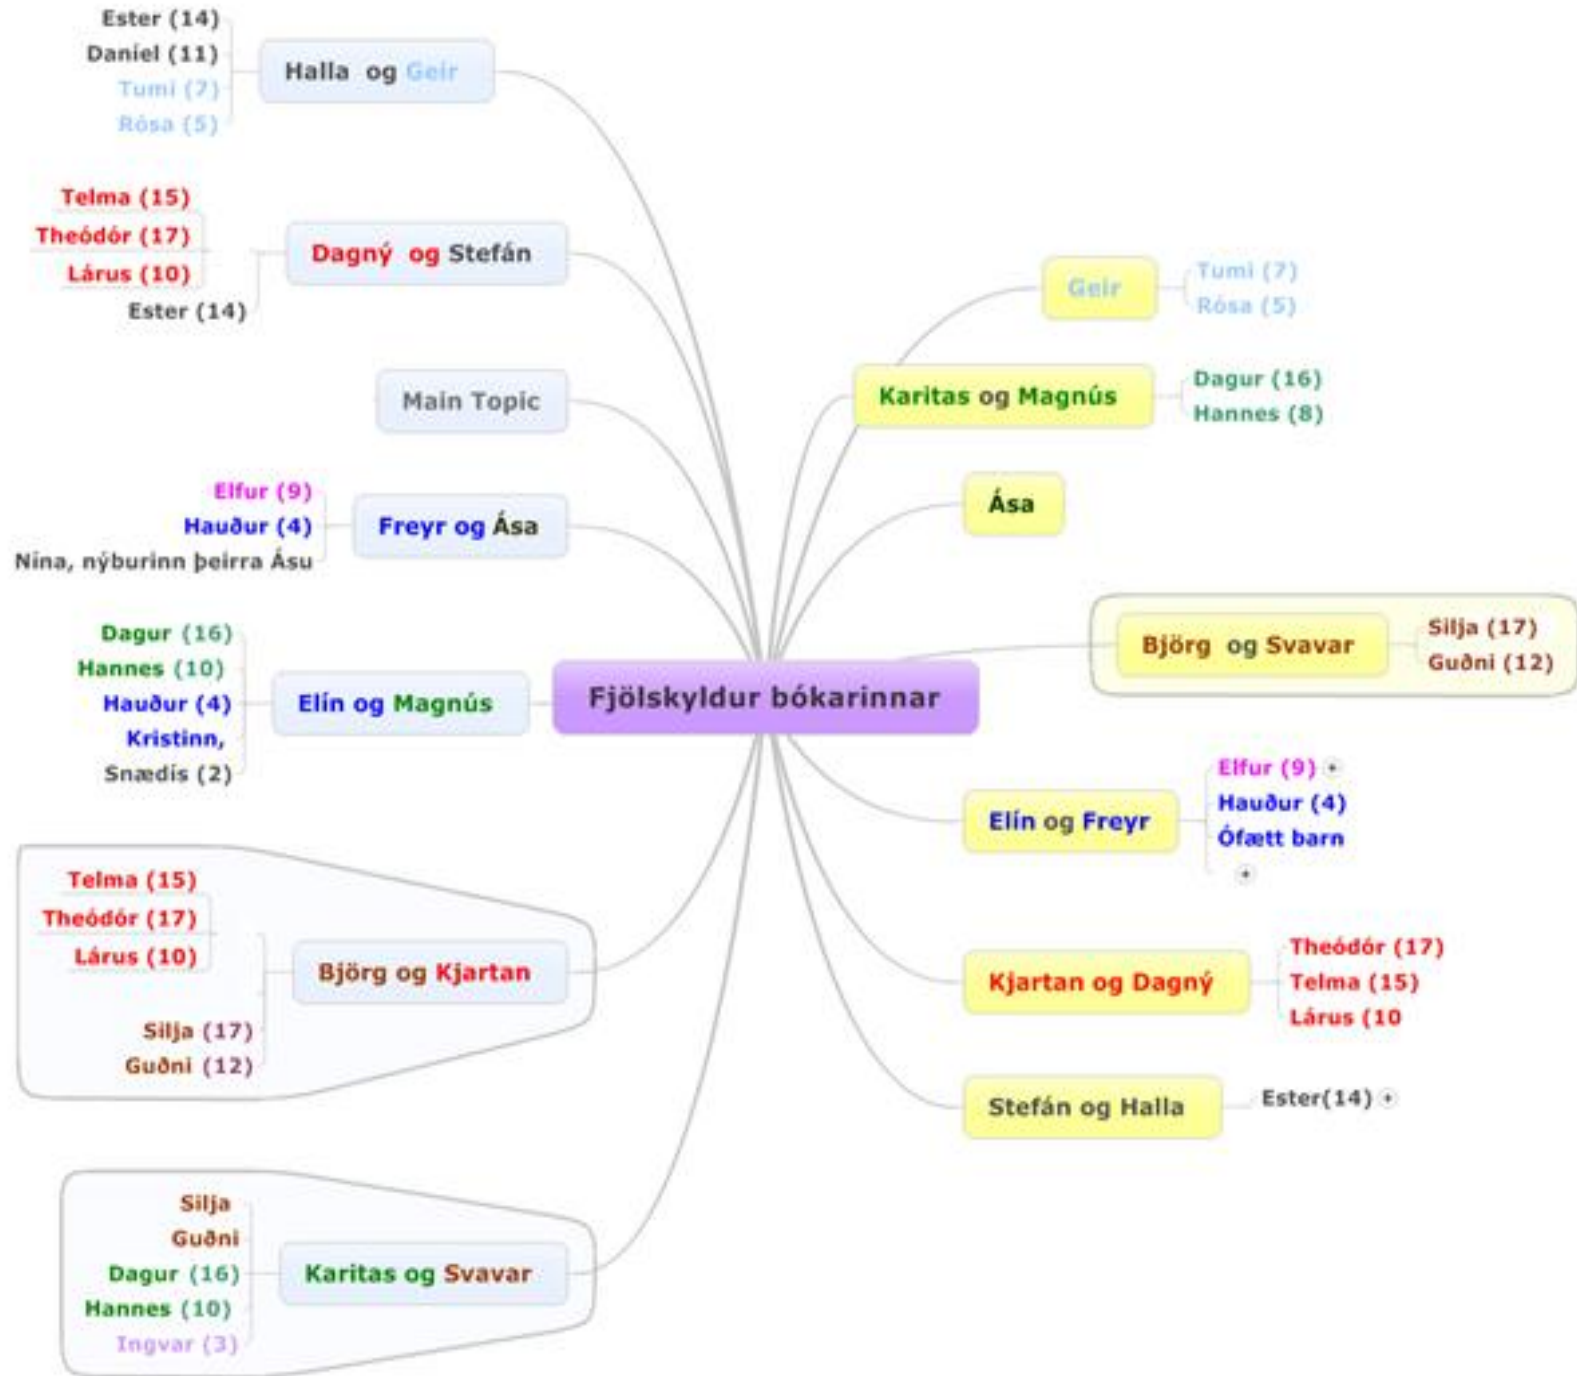 Ester (14)
Daníel (11)
Tumi (7)
Rósa (5)
Halla og Geir
Telma (15)
Theódór (17)
Lárus (10)
Ester (14)
Dagný og Stefán
Main Topic
Elfur (9)
Hauður (4)
Nína, nýburinn þeirra Ásu
Freyr og Ása
Dagur (16)
Hannes (10)
Hauður (4)
Kristinn,
Snædís (2)
Elín og Magnús
Telma (15)
Theódór (17)
Lárus (10)
Silja (17)
Guðni (12)
Björg og Kjartan
Silja
Guðni
Dagur (16)
Hannes (10)
Ingvar (3)
Karitas og Svavar
Fjölskyldur bókarinnar
Geir
Tumi (7)
Rósa (5)
Karitas og Magnús
Dagur (16)
Hannes (8)
Ása
Björg og Svavar
Silja (17)
Guðni (12)
Elín og Freyr
Elfur (9)
Hauður (4)
Ófætt barn
Kjartan og Dagný
Theódór (17)
Telma (15)
Lárus (10
Stefán og Halla
Ester(14)